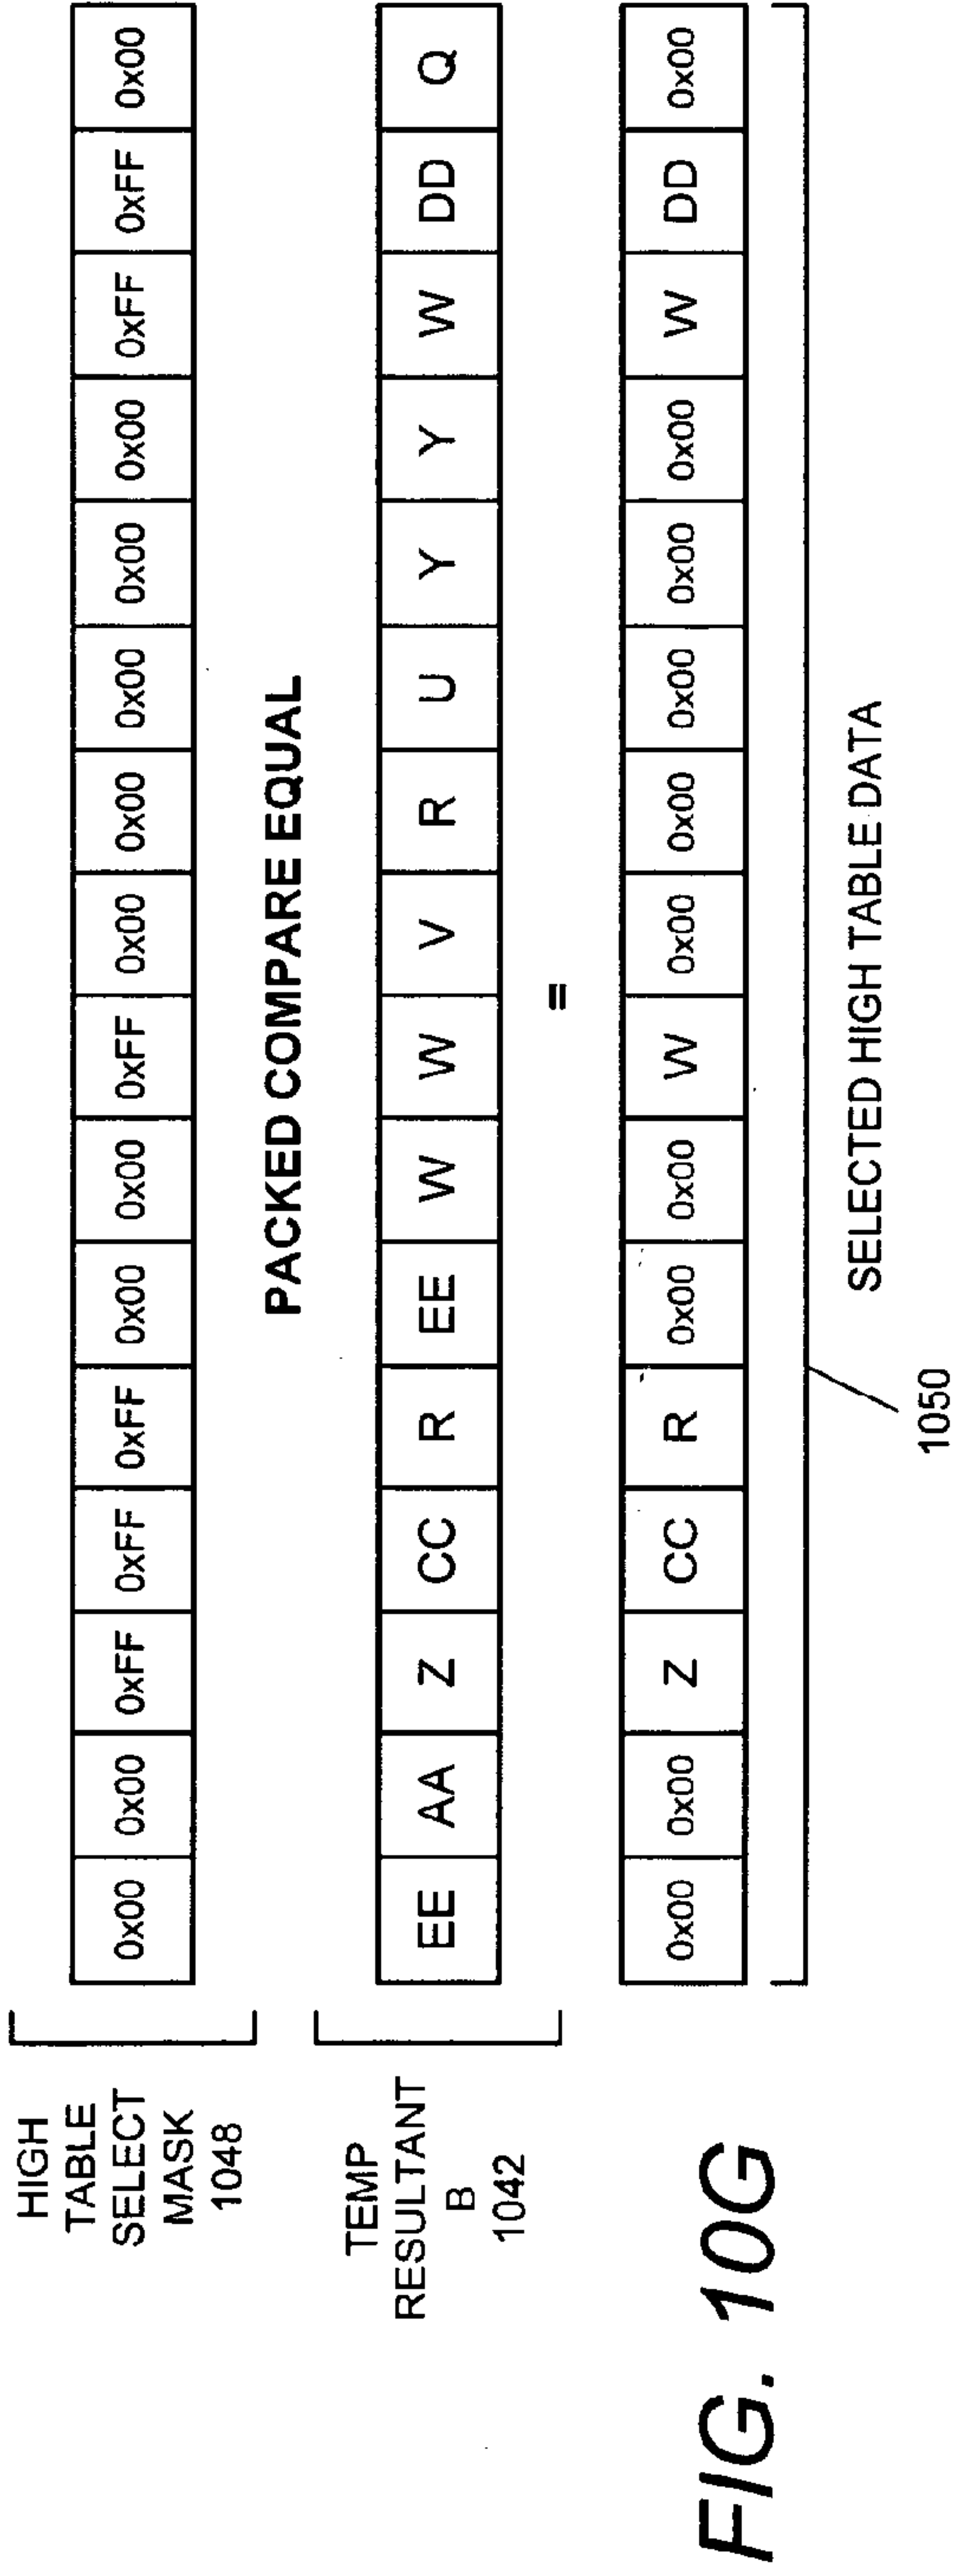 HIGH
TABLE
SELECT
MASK
1048
0x00 0x00 0xFF 0xFF 0xFF 0x00 0x00 0xFF 0x00 0x00 0x00 0x00 0x00 0xFF 0xFF 0x00
PACKED COMPARE EQUAL
TEMP
RESULTANT
B
1042
EE AA Z CC R EE W W V R U Y Y W DD Q
=
0x00 0x00 Z CC R 0x00 0x00 W 0x00 0x00 0x00 0x00 0x00 W DD 0x00
SELECTED HIGH TABLE DATA
1050
FIG. 10G